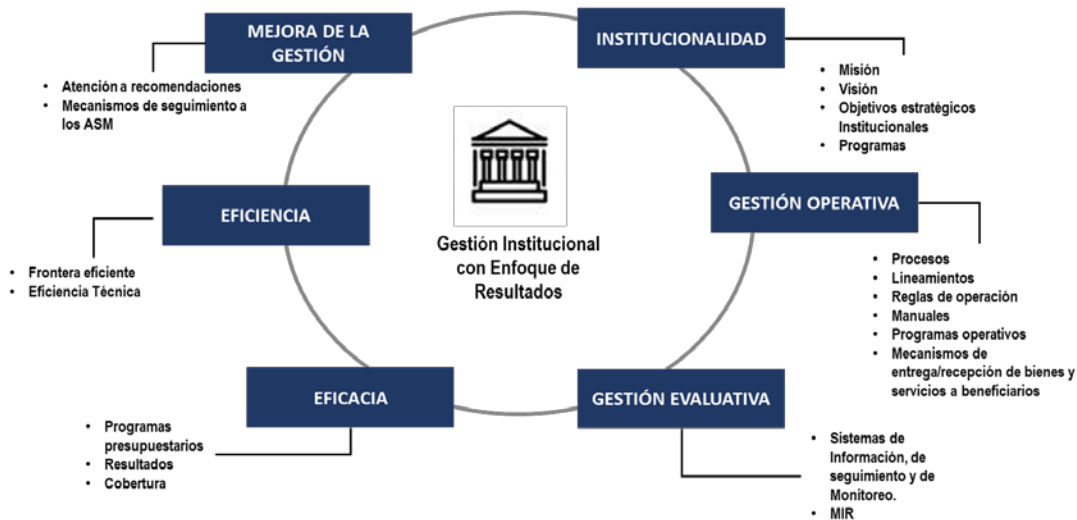 MEJORA DE LA
GESTIÓN
• Atención a recomendaciones
• Mecanismos de seguimiento a
los ASM
INSTITUCIONALIDAD
• Misión
• Visión
• Objetivos estratégicos
Institucionales
• Programas
EFICIENCIA
• Frontera eficiente
• Eficiencia Técnica
Gestión Institucional
con Enfoque de
Resultados
GESTIÓN OPERATIVA
• Procesos
• Lineamientos
• Reglas de operación
• Manuales
• Programas operativos
• Mecanismos de
entrega/recepción de bienes y
servicios a beneficiarios
EFICACIA
• Programas
presupuestarios
• Resultados
• Cobertura
GESTIÓN EVALUATIVA
• Sistemas de
Información, de
seguimiento y de
Monitoreo.
• MIR